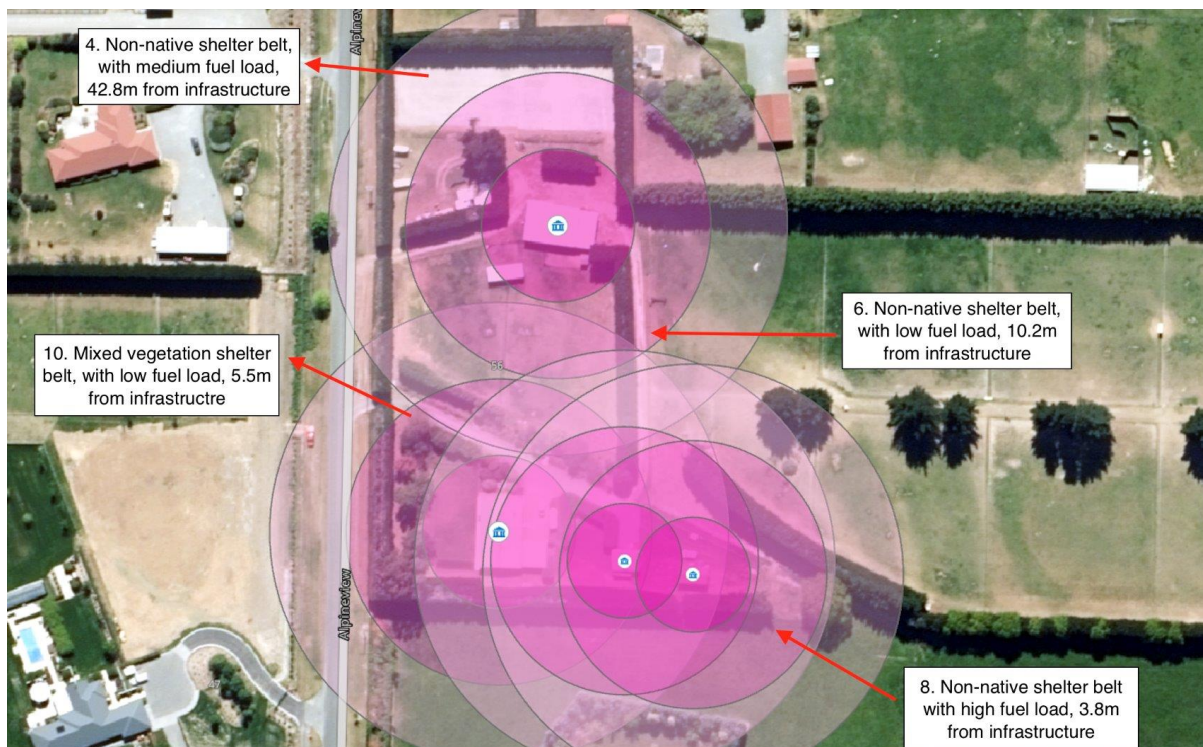 Alpineview
4. Non-native shelter belt,
with medium fuel load,
42.8m from infrastructure
6. Non-native shelter belt,
with low fuel load, 10.2m
from infrastructure
10. Mixed vegetation shelter
belt, with low fuel load, 5.5m
from infrastructre
56
Alpineview
8. Non-native shelter belt
with high fuel load, 3.8m
from infrastructure